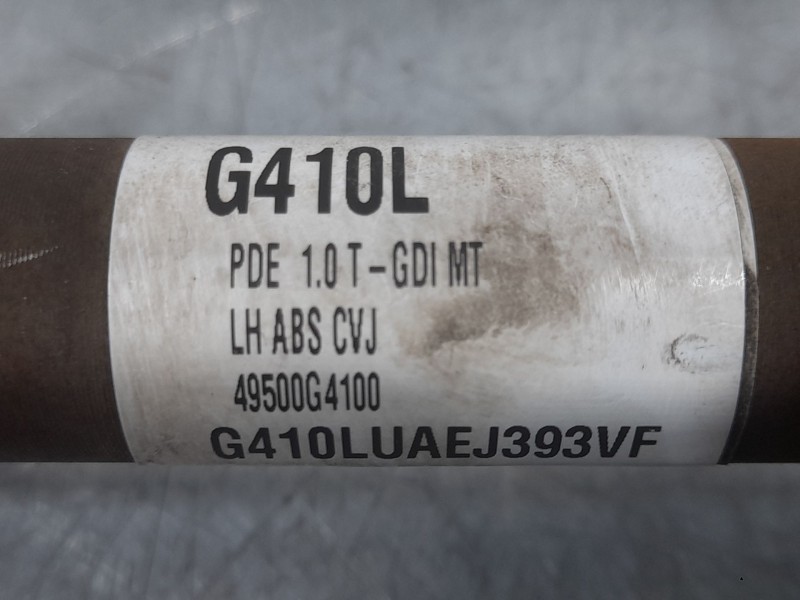 G410L
PDE 1.0 T-GDI MT
LH ABS CVJ
49500G4100
G410LUAEJ393VF